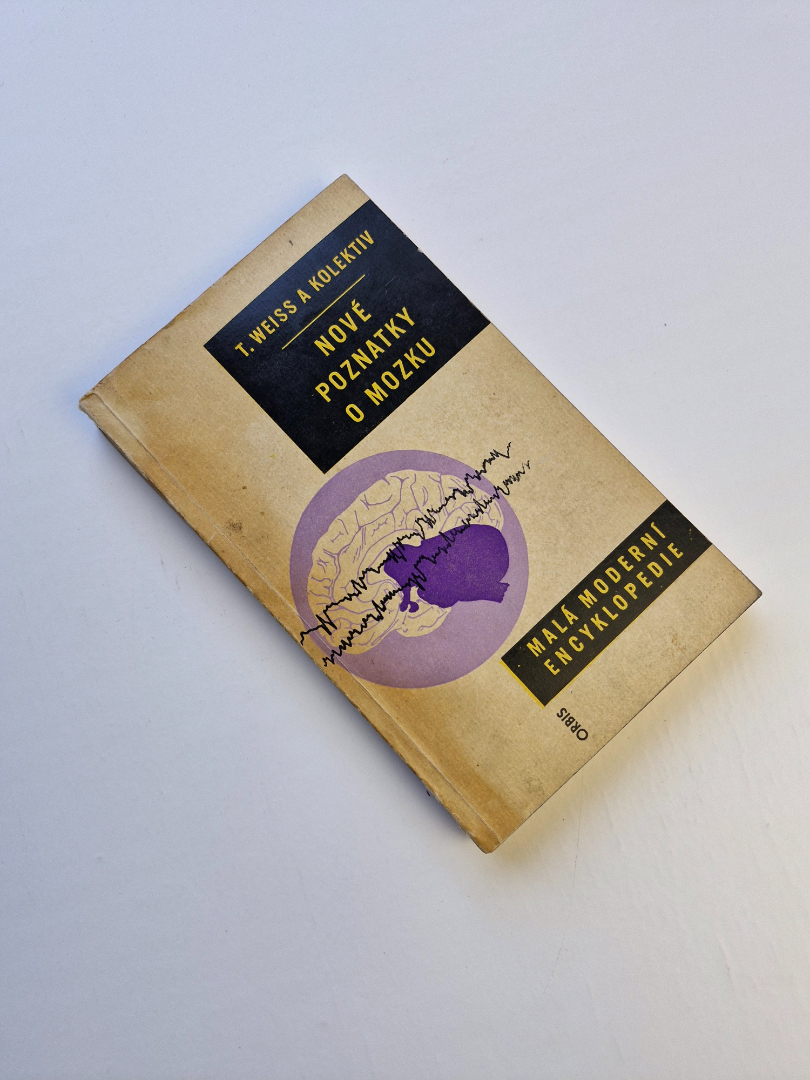 T. WEISS A KOLEKTIV
NOVÉ
POZNATKY
O MOZKU
MALÁ MODERNÍ
ENCYKLOPEDIE
ORBIS